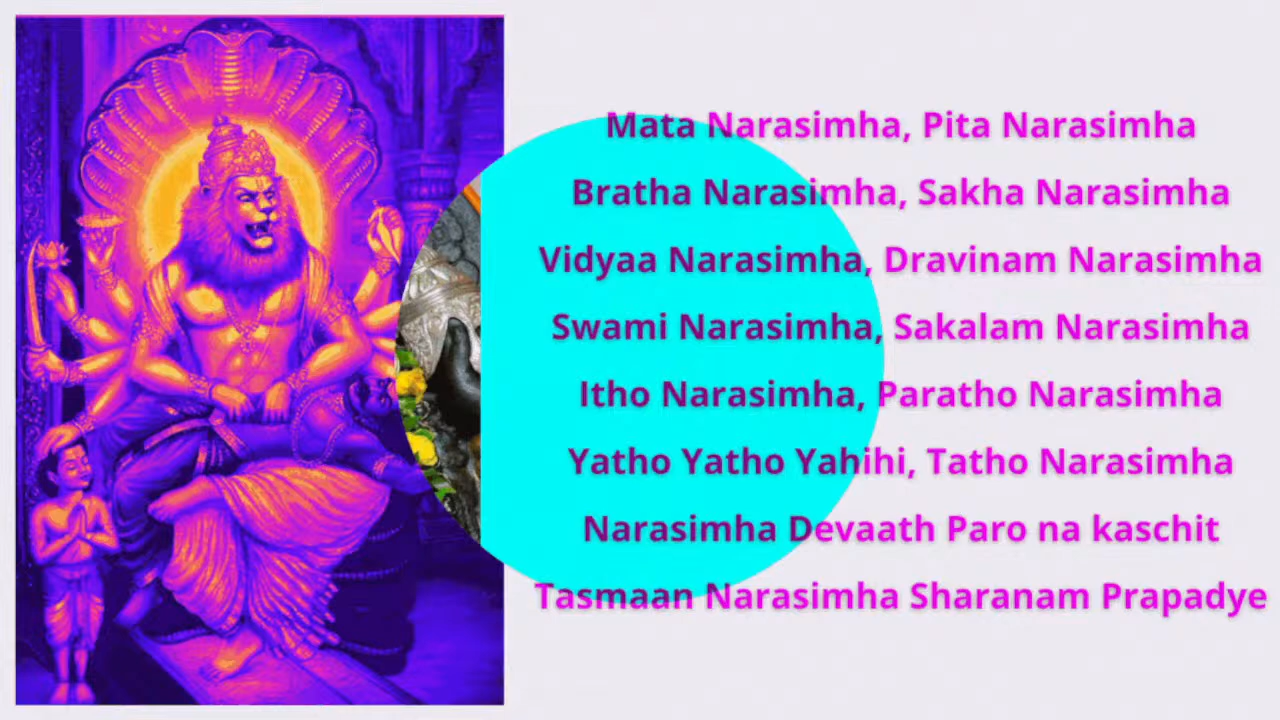 Mata Narasimha, Pita Narasimha
Bratha Narasimha, Sakha Narasimha
Vidyaa Narasimha, Dravinam Narasimha
Swami Narasimha, Sakalam Narasimha
Itho Narasimha, Paratho Narasimha
Yatho Yatho Yahihi, Tatho Narasimha
Narasimha Devaath Paro na kaschit
Tasmaan Narasimha Sharanam Prapadye